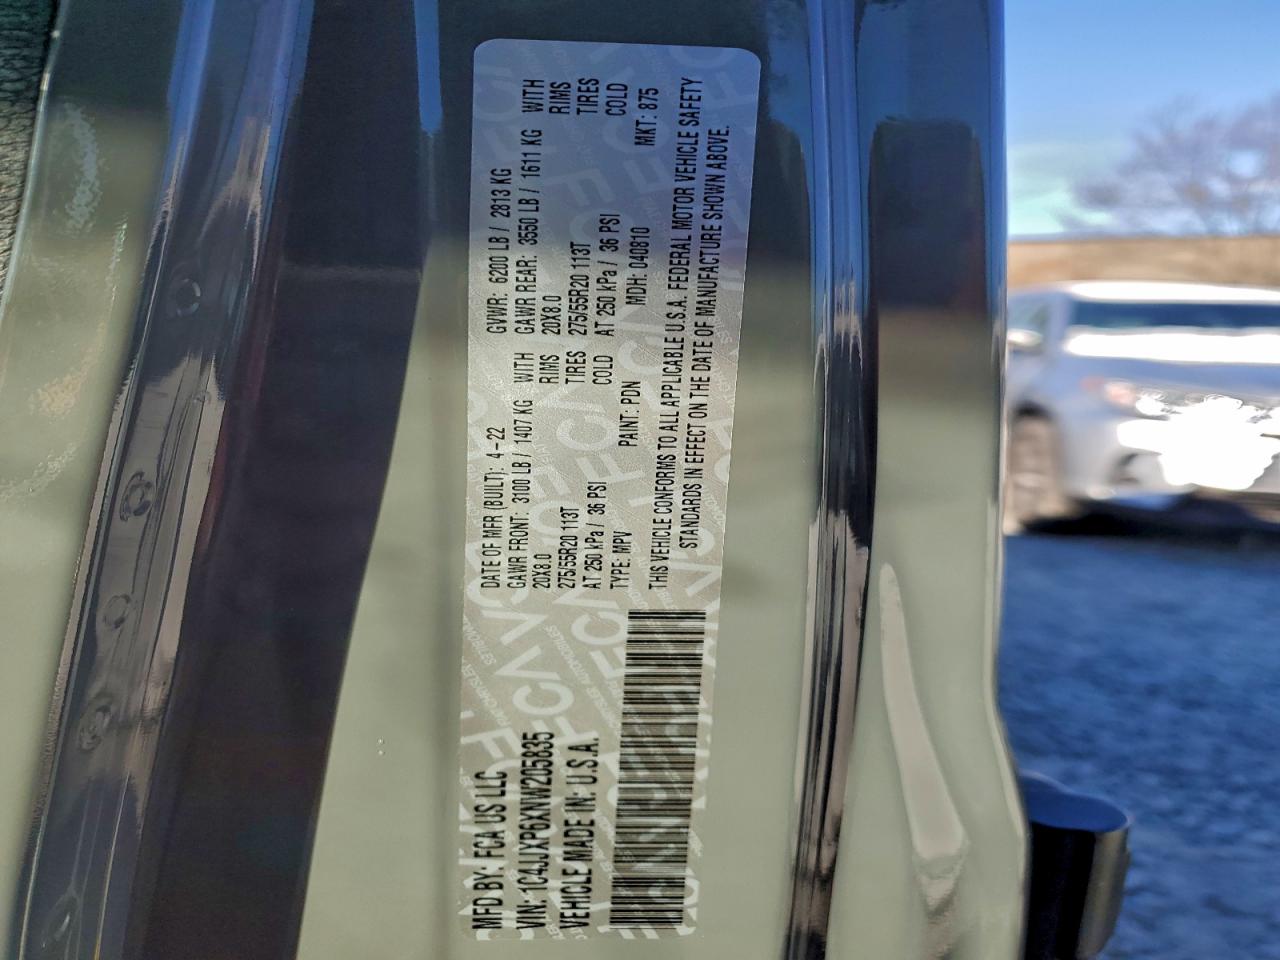 MFD BY: FCA US LLC
VIN: 1C4JJXP6XNW205835
VEHICLE MADE IN: U.S.A.
DATE OF MFR (BUILT): 4-22 GVWR: 6200 LB / 2813 KG
GAWR FRONT: 3100 LB / 1407 KG WITH GAWR REAR: 3550 LB / 1611 KG WITH
20X8.0 RIMS 20X8.0 RIMS
275/55R20 113T TIRES 275/55R20 113T TIRES
AT 250 kPa / 36 PSI COLD AT 250 kPa / 36 PSI COLD
TYPE: MPV PAINT: PDN MDH: 040810 MKT: 875
THIS VEHICLE CONFORMS TO ALL APPLICABLE U.S.A. FEDERAL MOTOR VEHICLE SAFETY
STANDARDS IN EFFECT ON THE DATE OF MANUFACTURE SHOWN ABOVE.